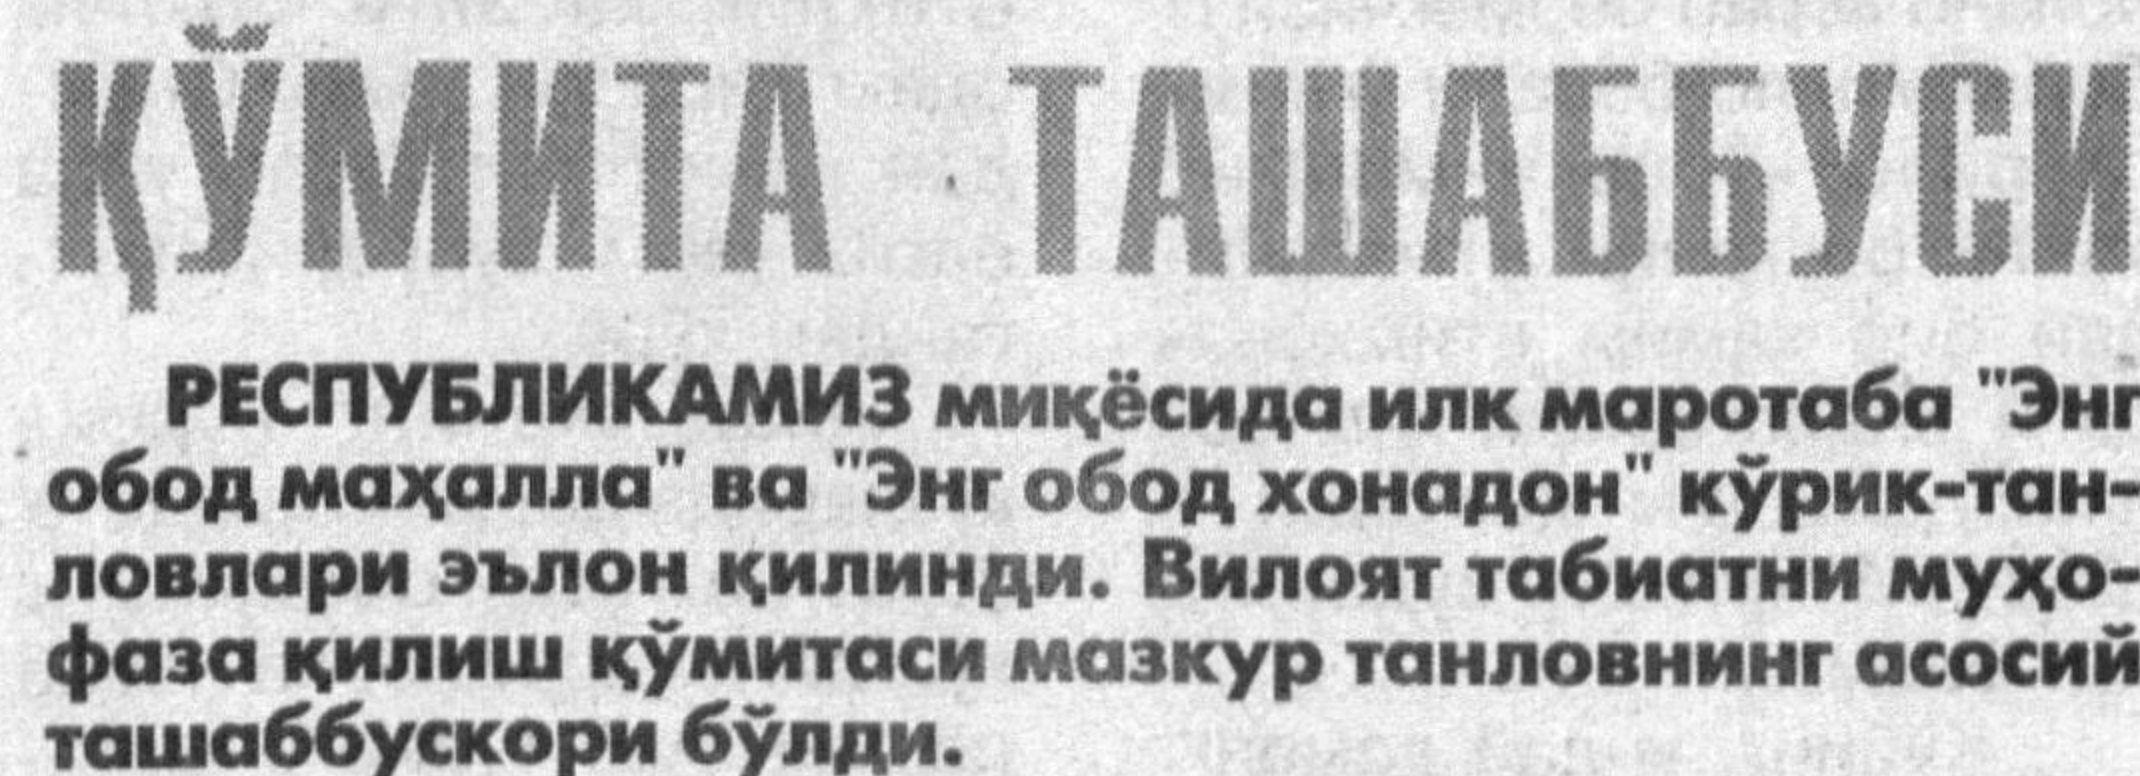 ҚЎМИТА ТАШАББУСИ
РЕСПУБЛИКАМИЗ миқёсида илк маротаба "Энг
обод маҳалла" ва "Энг обод хонадон" кўрик-тан-
ловлари эълон қилинди. Вилоят табиатни муҳо-
фаза қилиш қўмитаси мазкур танловнинг асосий
ташаббускори бўлди.